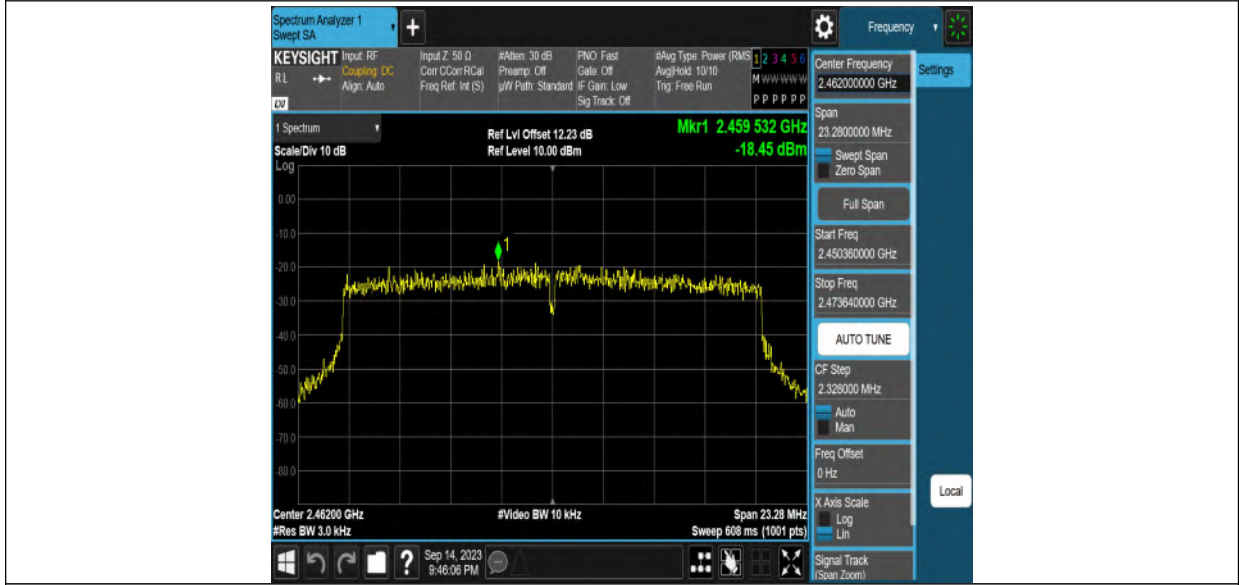 Spectrum Analyzer 1
Swept SA
Frequency
KEYSIGHT
RL
LXI
Input: RF
Coupling: DC
Align: Auto
Input Z: 50 Ω
Corr CCorr RCal
Freq Ref: Int (S)
#Atten: 30 dB
Preamp: Off
µW Path: Standard
PNO: Fast
Gate: Off
IF Gain: Low
Sig Track: Off
#Avg Type: Power (RMS
Avg|Hold: 10/10
Trig: Free Run
1 2 3 4 5 6
M W W W W W
P P P P P P
Center Frequency
2.462000000 GHz
Settings
Span
23.2800000 MHz
Swept Span
Zero Span
Full Span
Start Freq
2.450360000 GHz
Stop Freq
2.473640000 GHz
AUTO TUNE
CF Step
2.328000 MHz
Auto
Man
Freq Offset
0 Hz
X Axis Scale
Log
Lin
Signal Track
(Span Zoom)
Local
1 Spectrum
Scale/Div 10 dB
Log
Ref Lvl Offset 12.23 dB
Ref Level 10.00 dBm
Mkr1 2.459 532 GHz
-18.45 dBm
0.00
-10.0
-20.0
-30.0
-40.0
-50.0
-60.0
-70.0
-80.0
1
Center 2.46200 GHz
#Res BW 3.0 kHz
#Video BW 10 kHz
Span 23.28 MHz
Sweep 608 ms (1001 pts)
?
Sep 14, 2023
9:46:06 PM